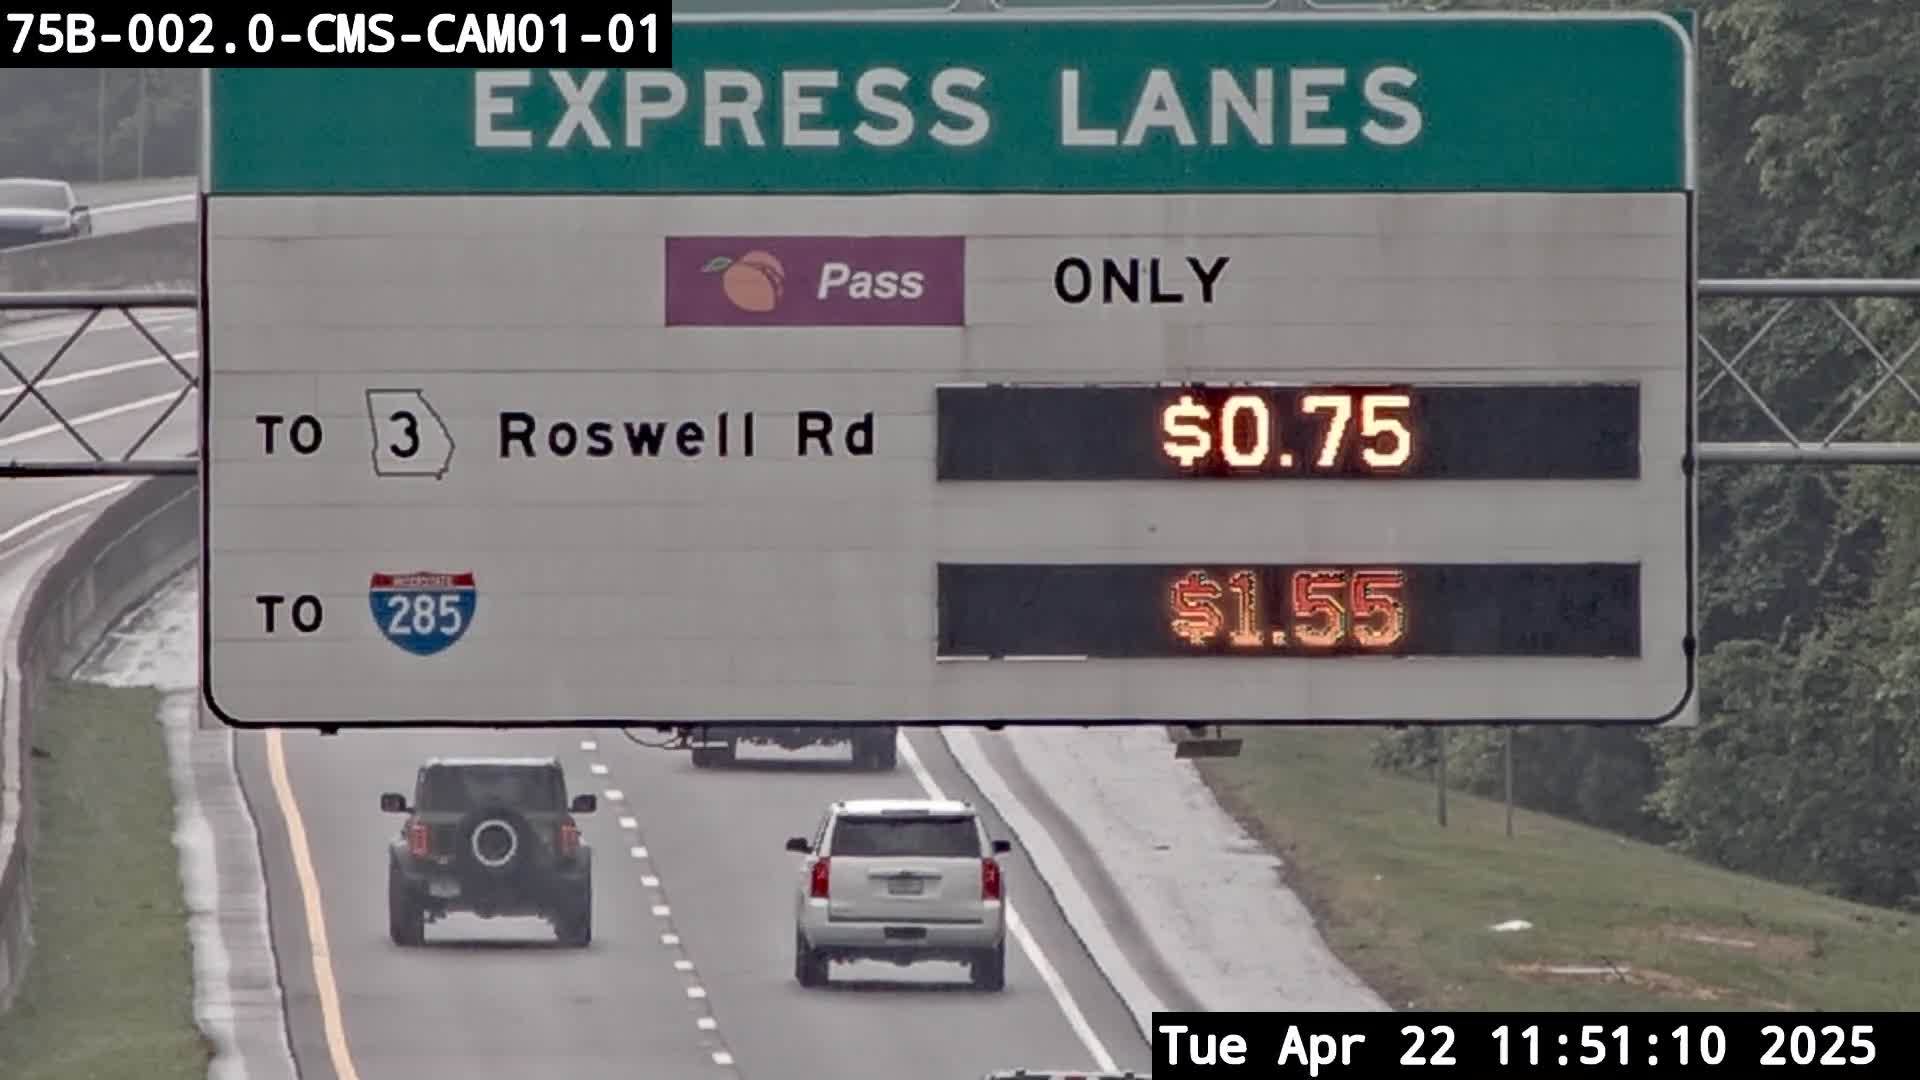 75B-002.0-CMS-CAM01-01
EXPRESS LANES
Pass ONLY
TO 3 Roswell Rd $0.75
TO INTERSTATE 285 $1.55
Tue Apr 22 11:51:10 2025